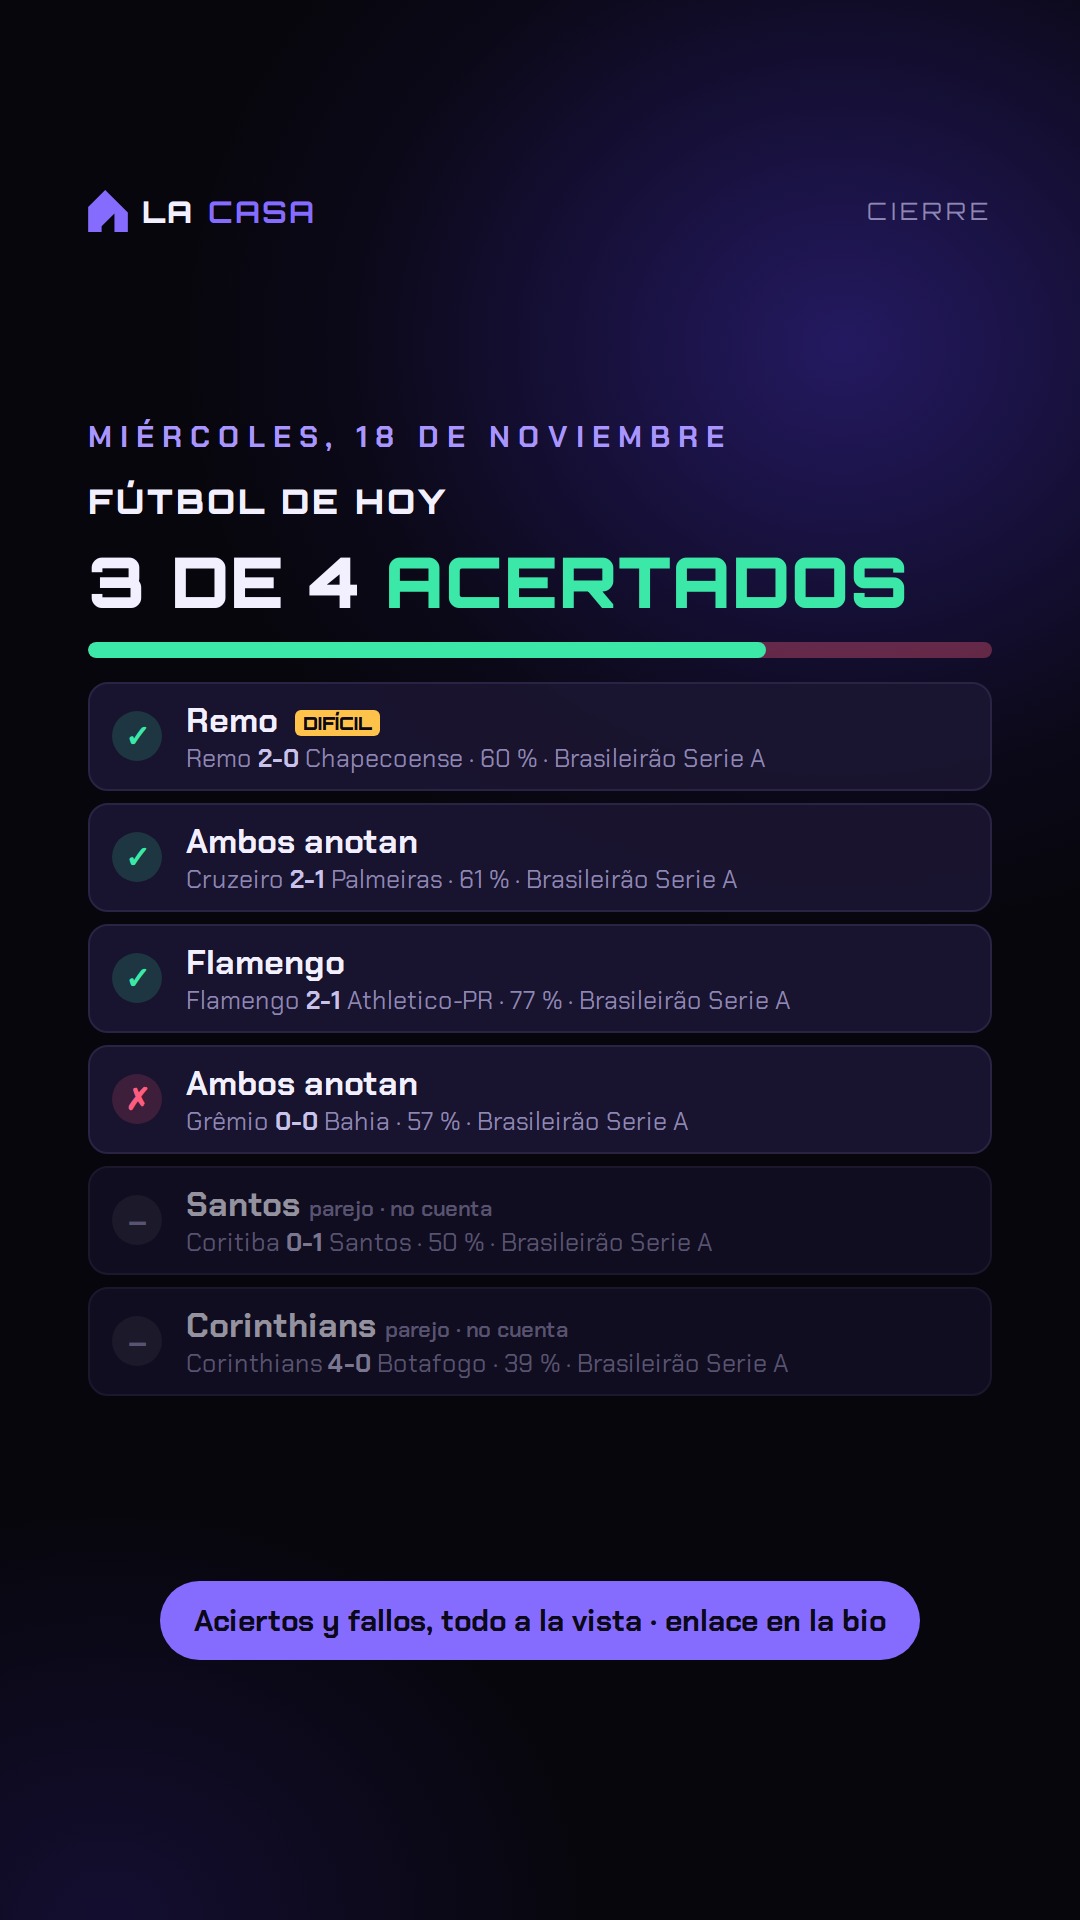 LA CASA
CIERRE
MIÉRCOLES, 18 DE NOVIEMBRE
FÚTBOL DE HOY
3 DE 4 ACERTADOS
✓ Remo DIFÍCIL
Remo 2-0 Chapecoense · 60 % · Brasileirão Serie A
✓ Ambos anotan
Cruzeiro 2-1 Palmeiras · 61 % · Brasileirão Serie A
✓ Flamengo
Flamengo 2-1 Athletico-PR · 77 % · Brasileirão Serie A
✗ Ambos anotan
Grêmio 0-0 Bahia · 57 % · Brasileirão Serie A
– Santos parejo · no cuenta
Coritiba 0-1 Santos · 50 % · Brasileirão Serie A
– Corinthians parejo · no cuenta
Corinthians 4-0 Botafogo · 39 % · Brasileirão Serie A
Aciertos y fallos, todo a la vista · enlace en la bio